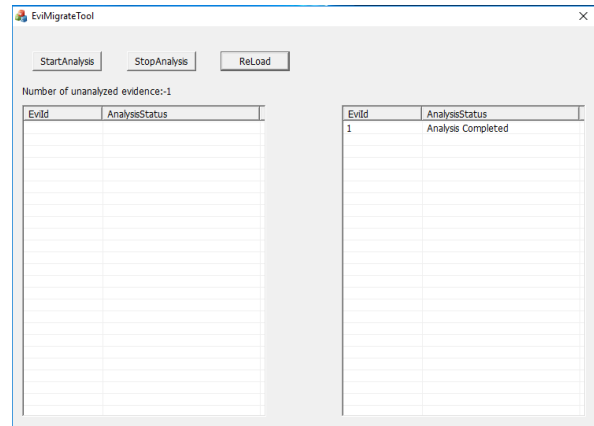 EviMigrateTool
StartAnalysis StopAnalysis ReLoad
Number of unanalyzed evidence:-1
EviId AnalysisStatus EviId AnalysisStatus
1 Analysis Completed